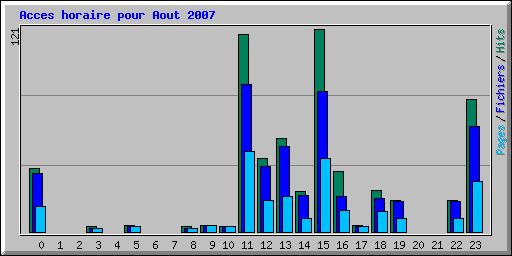 Acces horaire pour Aout 2007
121
Pages/Fichiers/Hits
0 1 2 3 4 5 6 7 8 9 10 11 12 13 14 15 16 17 18 19 20 21 22 23